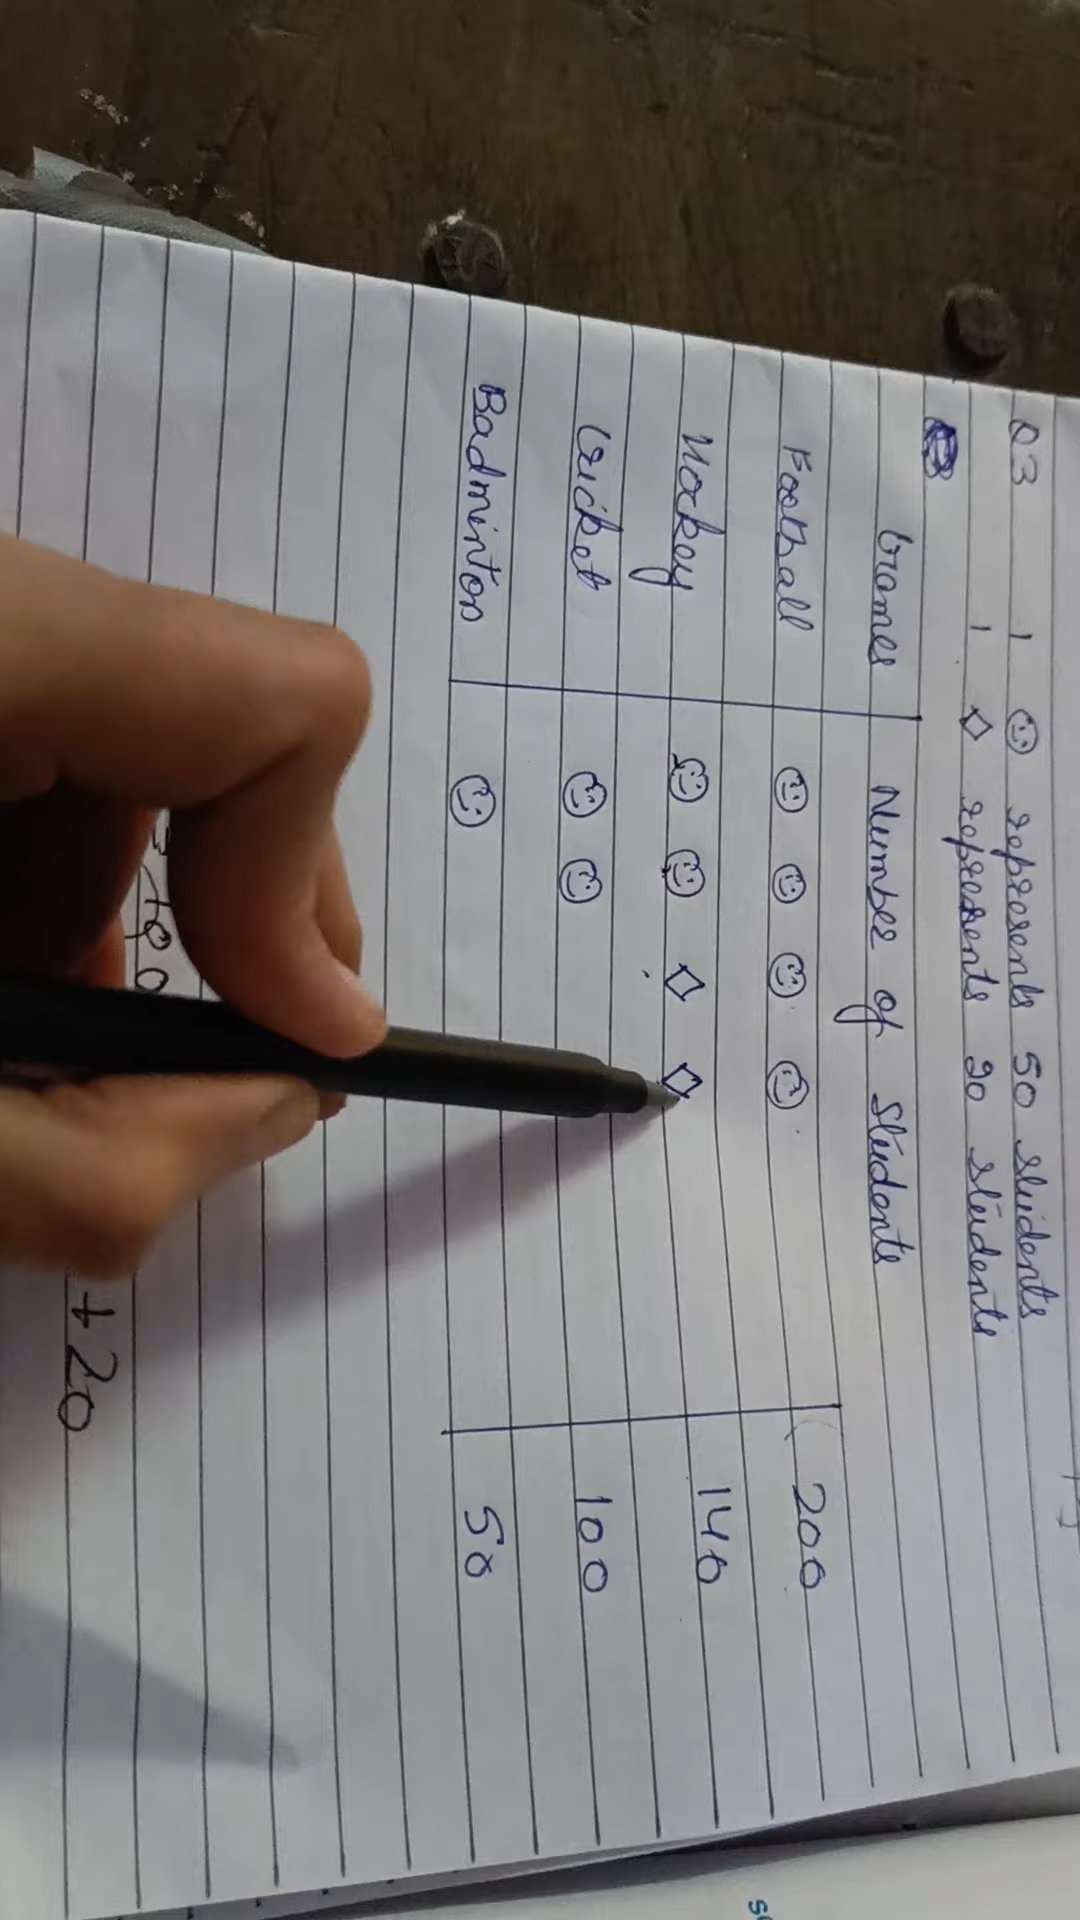 Q3 1 ☺ represents 50 students
1 ◇ represents 20 students
Games Number of Students
Football ☺ ☺ ☺ ☺ 200
Hockey ☺ ☺ ◇ ◇ 140
Cricket ☺ ☺ 100
Badminton ☺ 50
+20